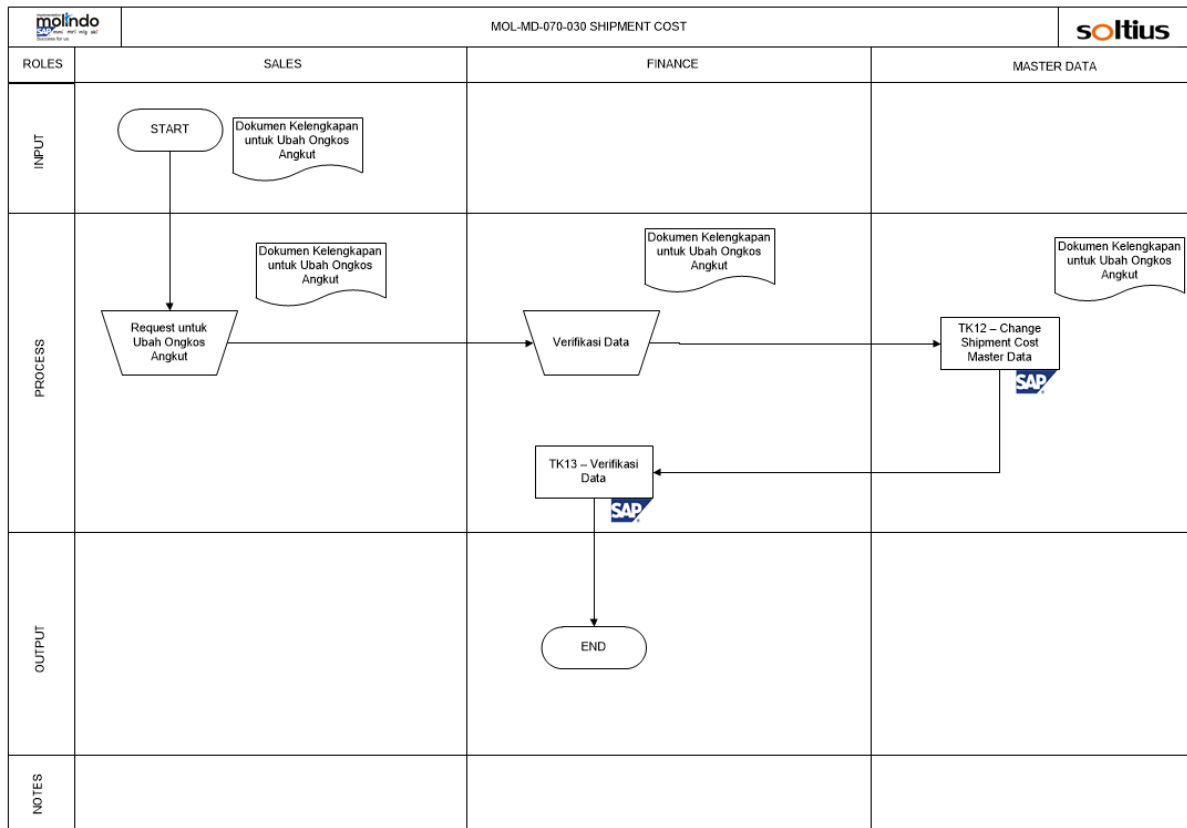 molindo
SAP
MOL-MD-070-030 SHIPMENT COST
soltius
ROLES
SALES
FINANCE
MASTER DATA
INPUT
START
Dokumen Kelengkapan
untuk Ubah Ongkos
Angkut
PROCESS
Dokumen Kelengkapan
untuk Ubah Ongkos
Angkut
Request untuk
Ubah Ongkos
Angkut
Dokumen Kelengkapan
untuk Ubah Ongkos
Angkut
Verifikasi Data
Dokumen Kelengkapan
untuk Ubah Ongkos
Angkut
TK12 – Change
Shipment Cost
Master Data
SAP
TK13 – Verifikasi
Data
SAP
OUTPUT
END
NOTES